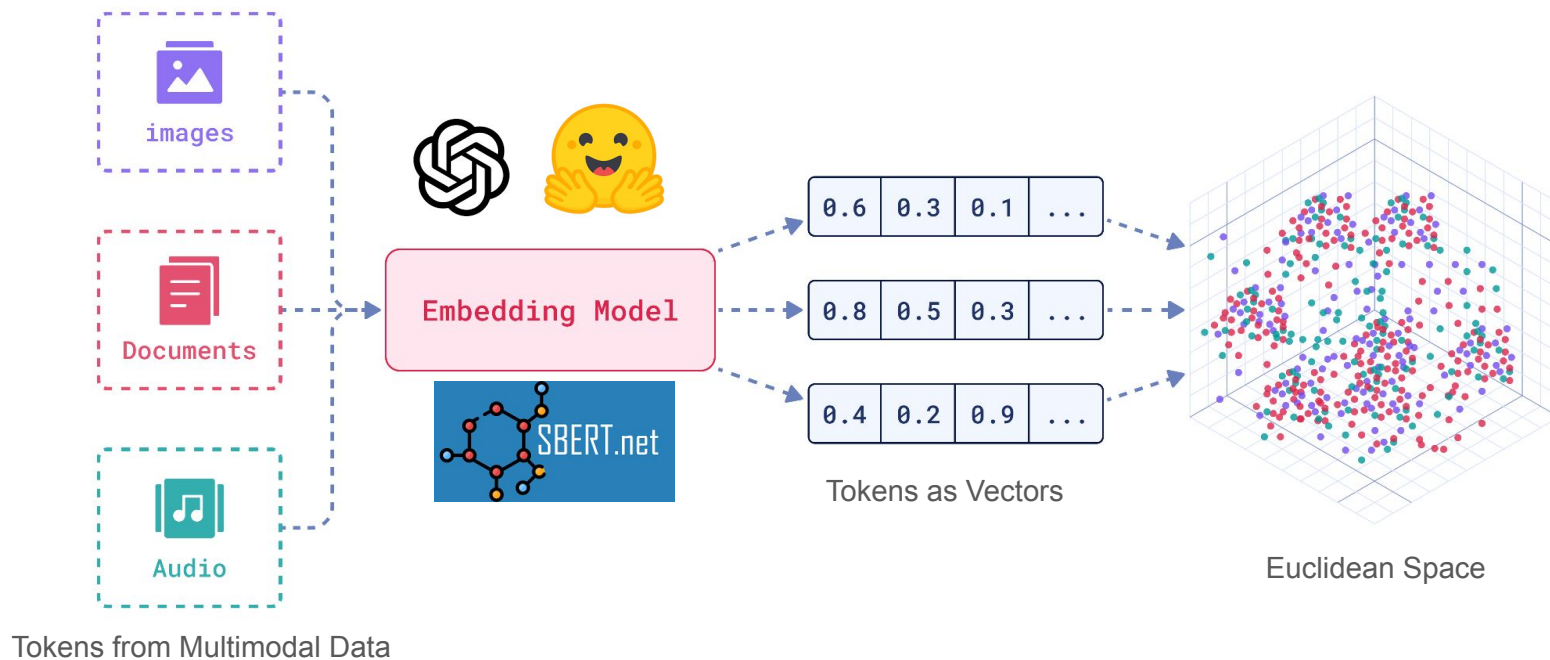 images
Documents
Audio
Tokens from Multimodal Data
Embedding Model
SBERT.net
0.6 0.3 0.1 ...
0.8 0.5 0.3 ...
0.4 0.2 0.9 ...
Tokens as Vectors
Euclidean Space